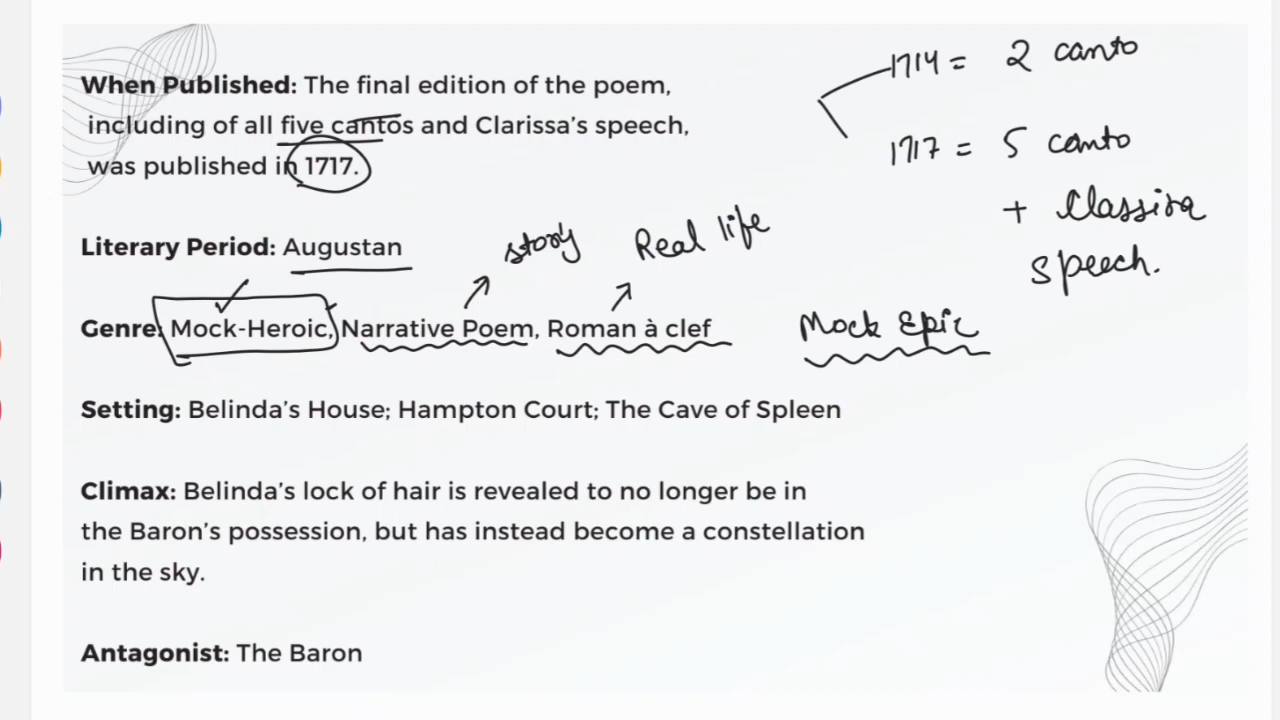 When Published: The final edition of the poem,
including of all five cantos and Clarissa's speech,
was published in 1717.
1714 = 2 canto
1717 = 5 canto
+ Classira
speech.
Literary Period: Augustan
story
Real life
Genre: Mock-Heroic, Narrative Poem, Roman à clef
Mock Epic
Setting: Belinda's House; Hampton Court; The Cave of Spleen
Climax: Belinda's lock of hair is revealed to no longer be in
the Baron's possession, but has instead become a constellation
in the sky.
Antagonist: The Baron